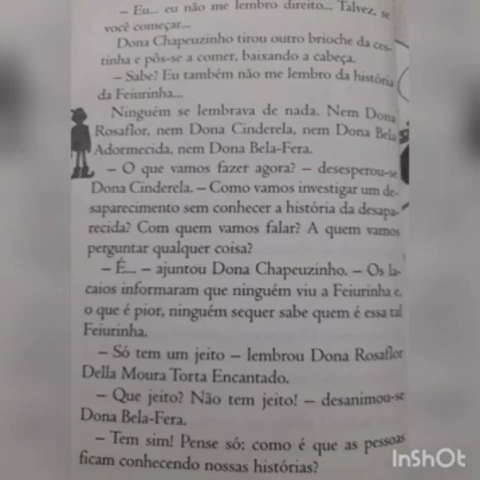 – Eu... eu não me lembro direito... Talvez, se
você começar...
Dona Chapeuzinho tirou outro brioche da ces-
tinha e pôs-se a comer, baixando a cabeça.
– Sabe? Eu também não me lembro da história
da Feiurinha...
Ninguém se lembrava de nada. Nem Dona
Rosaflor, nem Dona Cinderela, nem Dona Bela
Adormecida, nem Dona Bela-Fera.
– O que vamos fazer agora? – desesperou-se
Dona Cinderela. – Como vamos investigar um de-
saparecimento sem conhecer a história da desapa-
recida? Com quem vamos falar? A quem vamos
perguntar qualquer coisa?
– É... – ajuntou Dona Chapeuzinho. – Os la-
caios informaram que ninguém viu a Feiurinha e,
o que é pior, ninguém sequer sabe quem é essa tal
Feiurinha.
– Só tem um jeito – lembrou Dona Rosaflor
Della Moura Torta Encantado.
– Que jeito? Não tem jeito! – desanimou-se
Dona Bela-Fera.
– Tem sim! Pense só: como é que as pessoas
ficam conhecendo nossas histórias?
InShOt